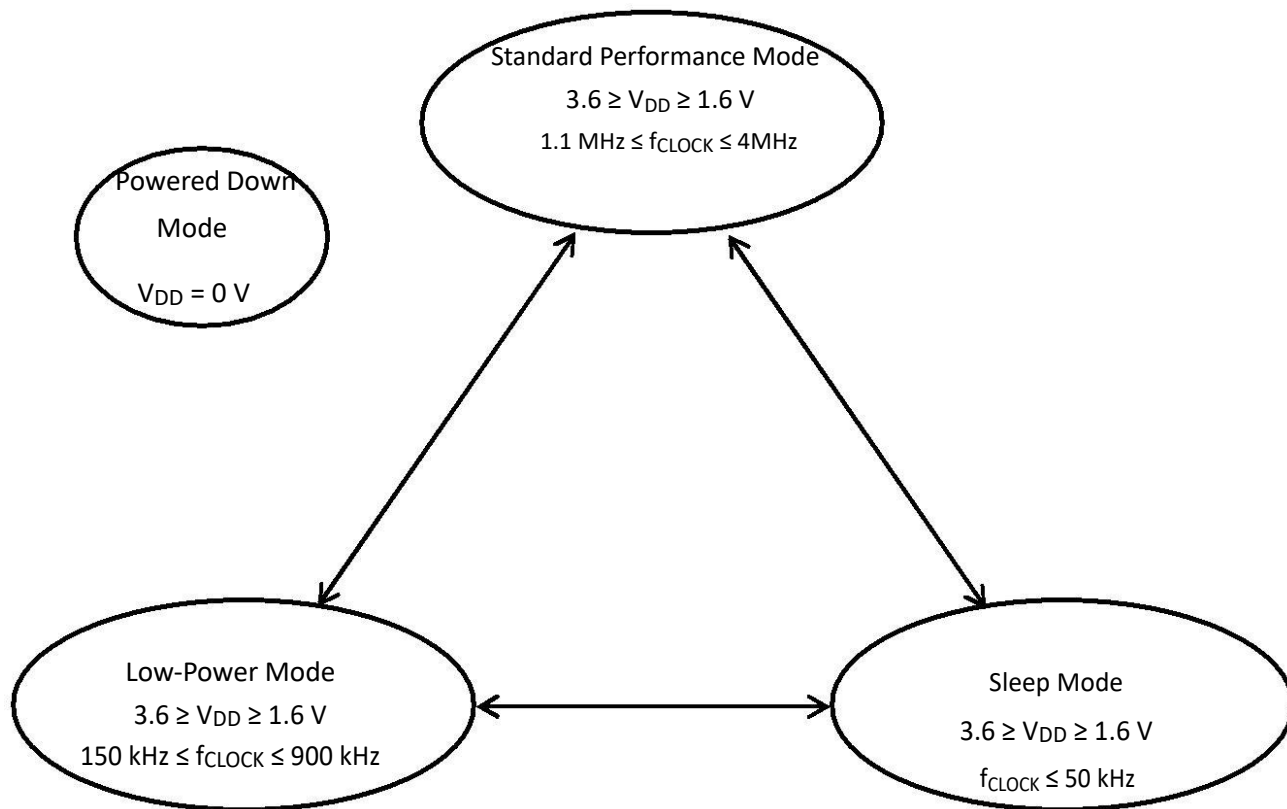 Standard Performance Mode
3.6 ≥ VDD ≥ 1.6 V
1.1 MHz ≤ fCLOCK ≤ 4MHz
Powered Down
Mode
VDD = 0 V
Low-Power Mode
3.6 ≥ VDD ≥ 1.6 V
150 kHz ≤ fCLOCK ≤ 900 kHz
Sleep Mode
3.6 ≥ VDD ≥ 1.6 V
fCLOCK ≤ 50 kHz